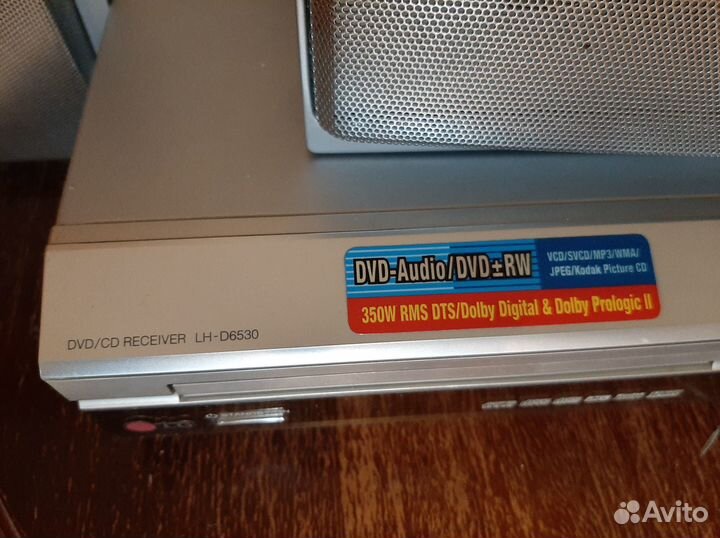 DVD-Audio/DVD±RW
VCD/SVCD/MP3/WMA/
JPEG/Kodak Picture CD
350W RMS DTS/Dolby Digital & Dolby Prologic II
DVD/CD RECEIVER LH-D6530
LG
Avito